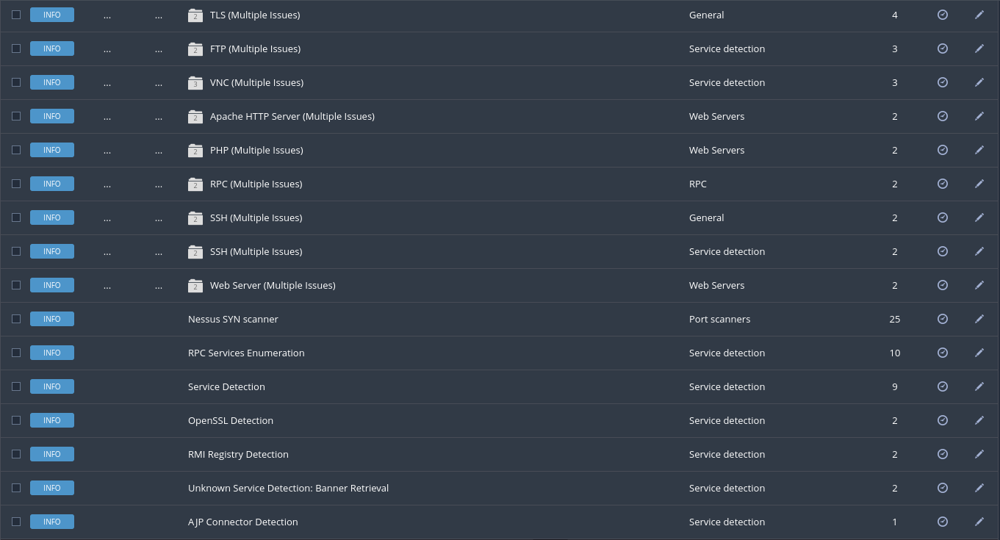 INFO ... ... 2 TLS (Multiple Issues) General 4
INFO ... ... 2 FTP (Multiple Issues) Service detection 3
INFO ... ... 3 VNC (Multiple Issues) Service detection 3
INFO ... ... 2 Apache HTTP Server (Multiple Issues) Web Servers 2
INFO ... ... 2 PHP (Multiple Issues) Web Servers 2
INFO ... ... 2 RPC (Multiple Issues) RPC 2
INFO ... ... 2 SSH (Multiple Issues) General 2
INFO ... ... 2 SSH (Multiple Issues) Service detection 2
INFO ... ... 2 Web Server (Multiple Issues) Web Servers 2
INFO Nessus SYN scanner Port scanners 25
INFO RPC Services Enumeration Service detection 10
INFO Service Detection Service detection 9
INFO OpenSSL Detection Service detection 2
INFO RMI Registry Detection Service detection 2
INFO Unknown Service Detection: Banner Retrieval Service detection 2
INFO AJP Connector Detection Service detection 1